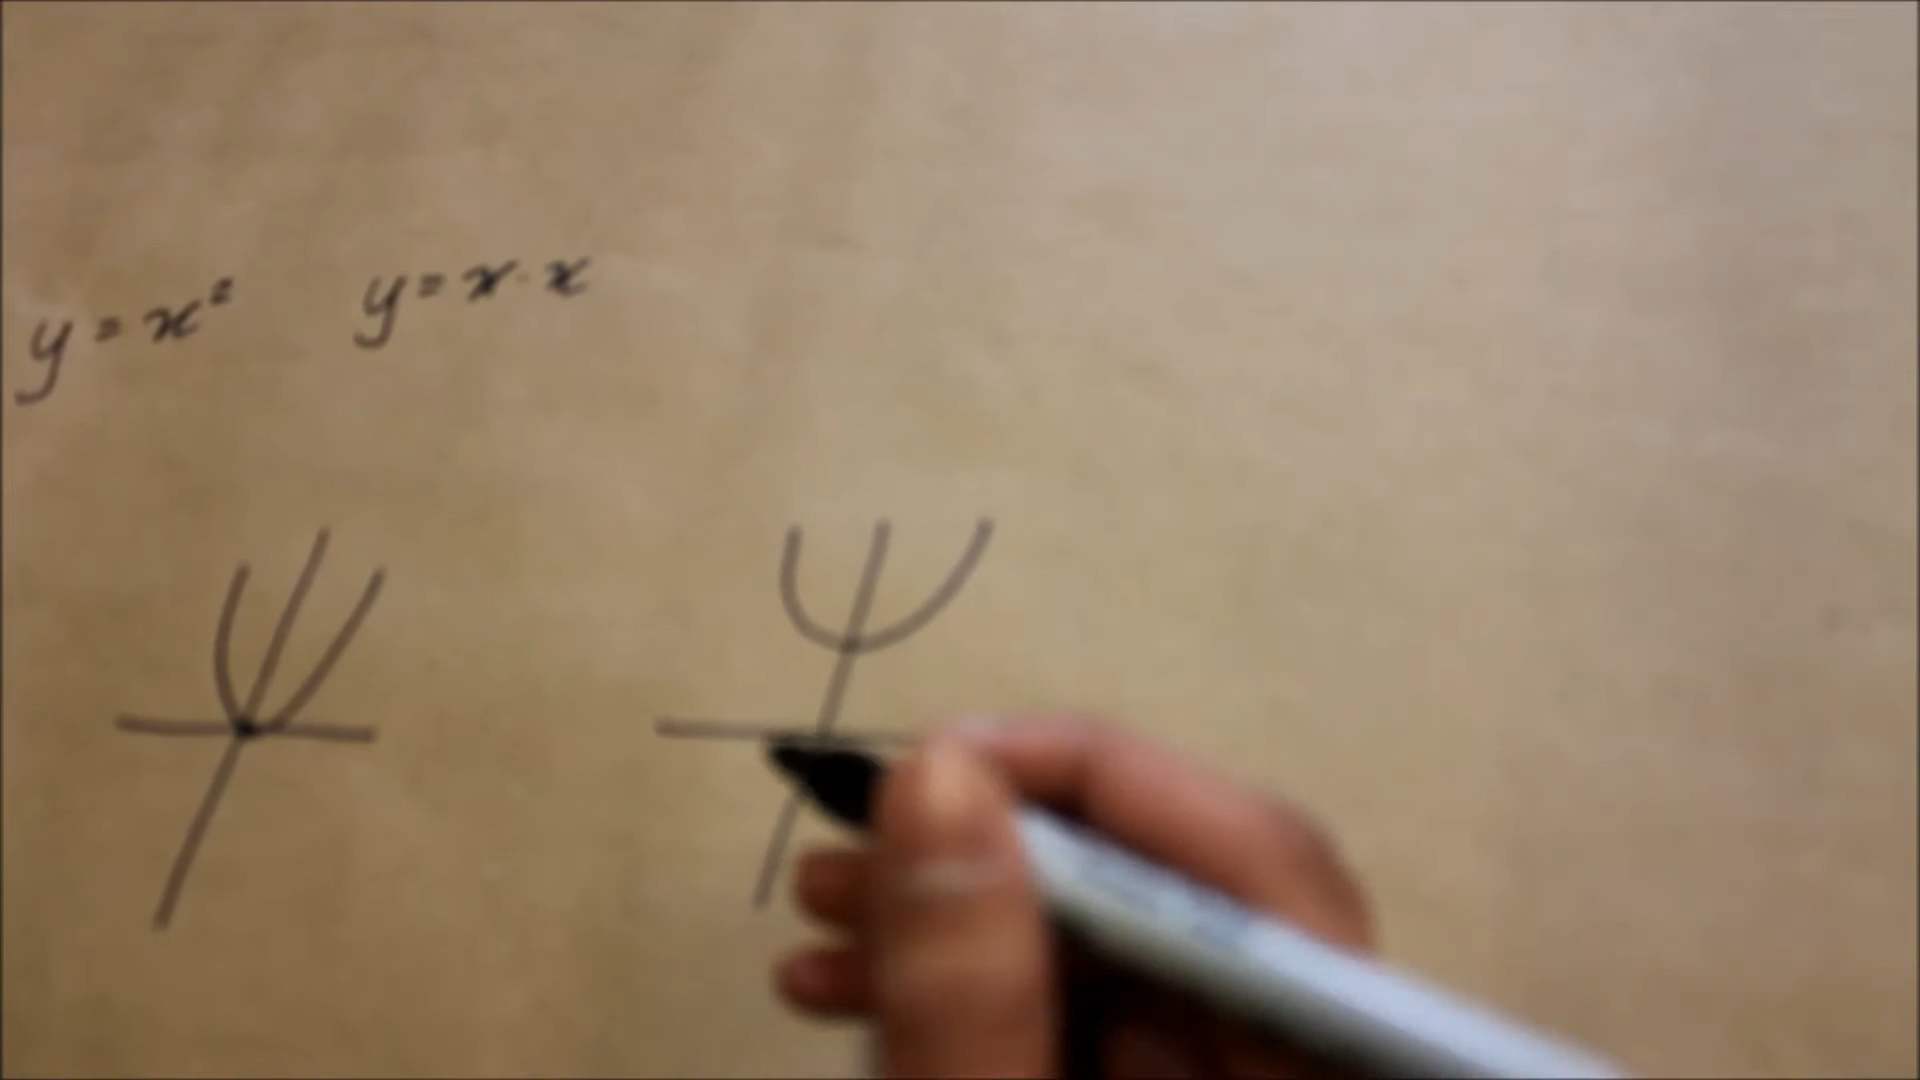 y = x² y = x · x